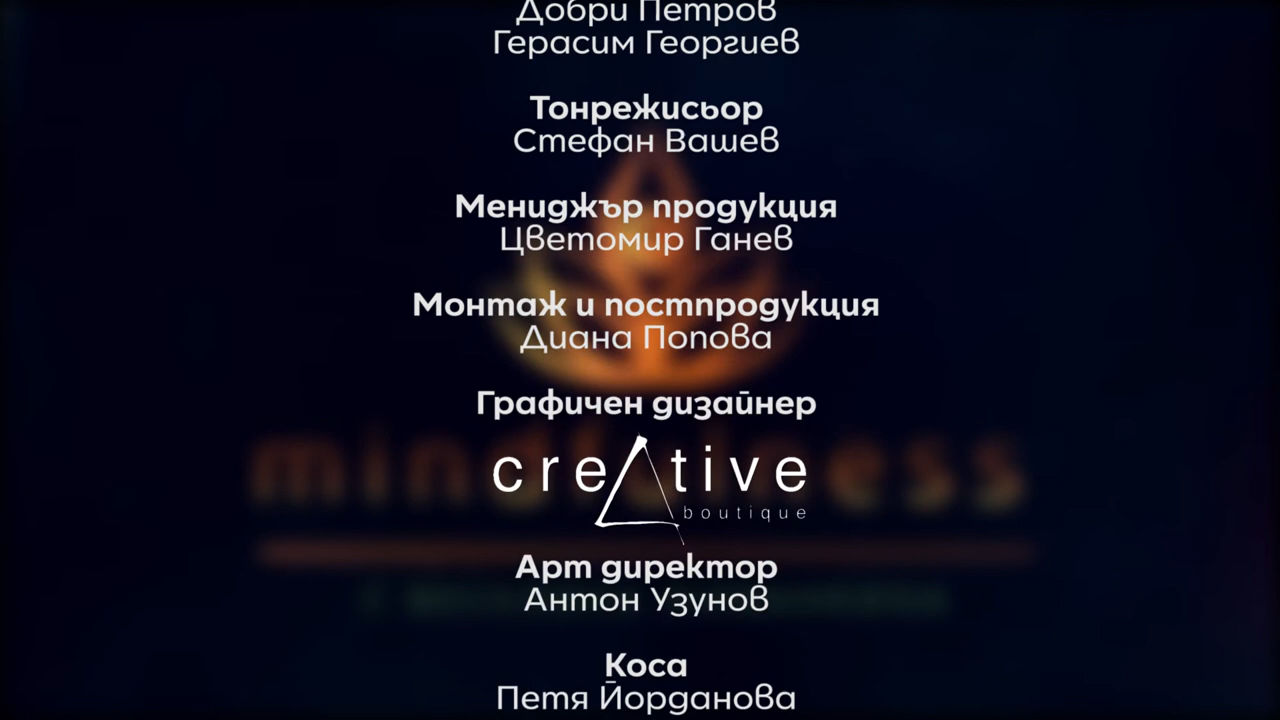 Добри Петров
Герасим Георгиев
Тонрежисьор
Стефан Вашев
Мениджър продукция
Цветомир Ганев
Монтаж и постпродукция
Диана Попова
Графичен дизайнер
creAtive
boutique
mindfulness
Арт директор
Антон Узунов
Коса
Петя Йорданова